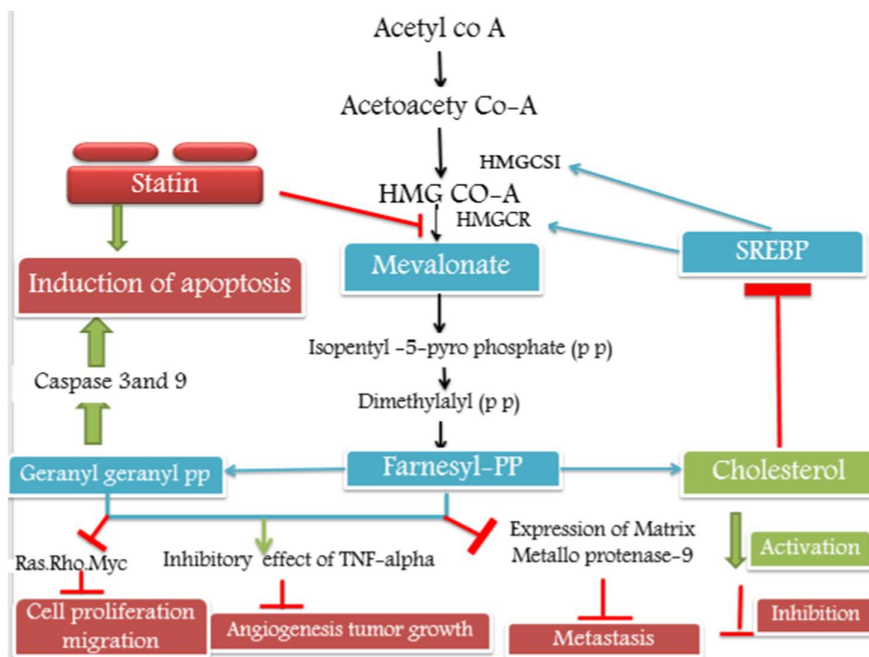 Acetyl co A
Acetoacety Co-A
HMGCSI
Statin
HMG CO-A
HMGCR
Mevalonate
SREBP
Induction of apoptosis
Isopentyl -5-pyro phosphate (p p)
Caspase 3and 9
Dimethylalyl (p p)
Geranyl geranyl pp
Farnesyl-PP
Cholesterol
Ras.Rho.Myc
Inhibitory effect of TNF-alpha
Expression of Matrix
Metallo protenase-9
Activation
Cell proliferation
migration
Angiogenesis tumor growth
Metastasis
Inhibition